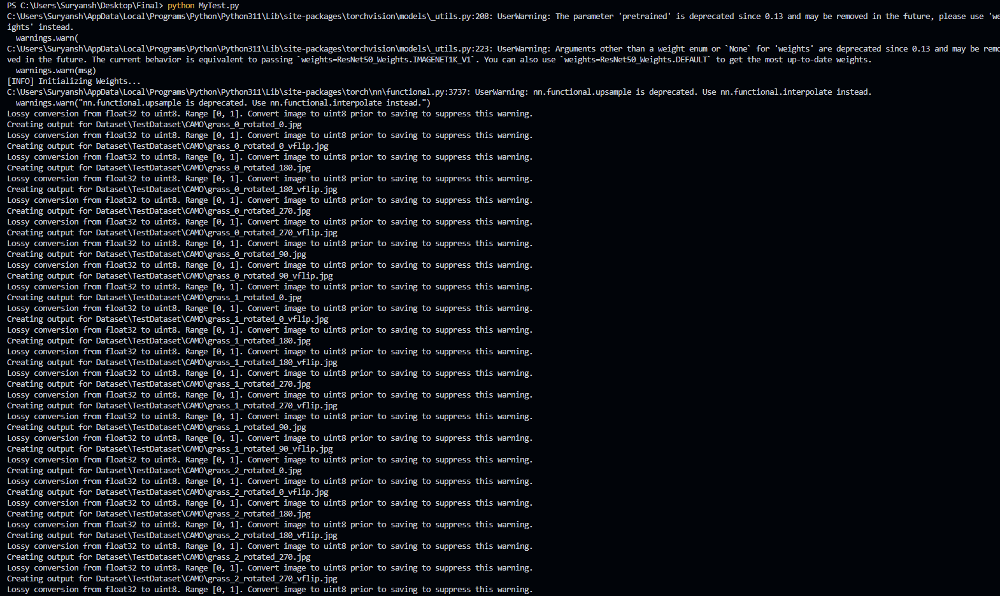 PS C:\Users\Suryansh\Desktop\Final> python MyTest.py
C:\Users\Suryansh\AppData\Local\Programs\Python\Python311\Lib\site-packages\torchvision\models\_utils.py:208: UserWarning: The parameter 'pretrained' is deprecated since 0.13 and may be removed in the future, please use 'we
ights' instead.
  warnings.warn(
C:\Users\Suryansh\AppData\Local\Programs\Python\Python311\Lib\site-packages\torchvision\models\_utils.py:223: UserWarning: Arguments other than a weight enum or `None` for 'weights' are deprecated since 0.13 and may be remo
ved in the future. The current behavior is equivalent to passing `weights=ResNet50_Weights.IMAGENET1K_V1`. You can also use `weights=ResNet50_Weights.DEFAULT` to get the most up-to-date weights.
  warnings.warn(msg)
[INFO] Initializing Weights...
C:\Users\Suryansh\AppData\Local\Programs\Python\Python311\Lib\site-packages\torch\nn\functional.py:3737: UserWarning: nn.functional.upsample is deprecated. Use nn.functional.interpolate instead.
  warnings.warn("nn.functional.upsample is deprecated. Use nn.functional.interpolate instead.")
Lossy conversion from float32 to uint8. Range [0, 1]. Convert image to uint8 prior to saving to suppress this warning.
Creating output for Dataset\TestDataset\CAMO\grass_0_rotated_0.jpg
Lossy conversion from float32 to uint8. Range [0, 1]. Convert image to uint8 prior to saving to suppress this warning.
Creating output for Dataset\TestDataset\CAMO\grass_0_rotated_0_vflip.jpg
Lossy conversion from float32 to uint8. Range [0, 1]. Convert image to uint8 prior to saving to suppress this warning.
Creating output for Dataset\TestDataset\CAMO\grass_0_rotated_180.jpg
Lossy conversion from float32 to uint8. Range [0, 1]. Convert image to uint8 prior to saving to suppress this warning.
Creating output for Dataset\TestDataset\CAMO\grass_0_rotated_180_vflip.jpg
Lossy conversion from float32 to uint8. Range [0, 1]. Convert image to uint8 prior to saving to suppress this warning.
Creating output for Dataset\TestDataset\CAMO\grass_0_rotated_270.jpg
Lossy conversion from float32 to uint8. Range [0, 1]. Convert image to uint8 prior to saving to suppress this warning.
Creating output for Dataset\TestDataset\CAMO\grass_0_rotated_270_vflip.jpg
Lossy conversion from float32 to uint8. Range [0, 1]. Convert image to uint8 prior to saving to suppress this warning.
Creating output for Dataset\TestDataset\CAMO\grass_0_rotated_90.jpg
Lossy conversion from float32 to uint8. Range [0, 1]. Convert image to uint8 prior to saving to suppress this warning.
Creating output for Dataset\TestDataset\CAMO\grass_0_rotated_90_vflip.jpg
Lossy conversion from float32 to uint8. Range [0, 1]. Convert image to uint8 prior to saving to suppress this warning.
Creating output for Dataset\TestDataset\CAMO\grass_1_rotated_0.jpg
Lossy conversion from float32 to uint8. Range [0, 1]. Convert image to uint8 prior to saving to suppress this warning.
Creating output for Dataset\TestDataset\CAMO\grass_1_rotated_0_vflip.jpg
Lossy conversion from float32 to uint8. Range [0, 1]. Convert image to uint8 prior to saving to suppress this warning.
Creating output for Dataset\TestDataset\CAMO\grass_1_rotated_180.jpg
Lossy conversion from float32 to uint8. Range [0, 1]. Convert image to uint8 prior to saving to suppress this warning.
Creating output for Dataset\TestDataset\CAMO\grass_1_rotated_180_vflip.jpg
Lossy conversion from float32 to uint8. Range [0, 1]. Convert image to uint8 prior to saving to suppress this warning.
Creating output for Dataset\TestDataset\CAMO\grass_1_rotated_270.jpg
Lossy conversion from float32 to uint8. Range [0, 1]. Convert image to uint8 prior to saving to suppress this warning.
Creating output for Dataset\TestDataset\CAMO\grass_1_rotated_270_vflip.jpg
Lossy conversion from float32 to uint8. Range [0, 1]. Convert image to uint8 prior to saving to suppress this warning.
Creating output for Dataset\TestDataset\CAMO\grass_1_rotated_90.jpg
Lossy conversion from float32 to uint8. Range [0, 1]. Convert image to uint8 prior to saving to suppress this warning.
Creating output for Dataset\TestDataset\CAMO\grass_1_rotated_90_vflip.jpg
Lossy conversion from float32 to uint8. Range [0, 1]. Convert image to uint8 prior to saving to suppress this warning.
Creating output for Dataset\TestDataset\CAMO\grass_2_rotated_0.jpg
Lossy conversion from float32 to uint8. Range [0, 1]. Convert image to uint8 prior to saving to suppress this warning.
Creating output for Dataset\TestDataset\CAMO\grass_2_rotated_0_vflip.jpg
Lossy conversion from float32 to uint8. Range [0, 1]. Convert image to uint8 prior to saving to suppress this warning.
Creating output for Dataset\TestDataset\CAMO\grass_2_rotated_180.jpg
Lossy conversion from float32 to uint8. Range [0, 1]. Convert image to uint8 prior to saving to suppress this warning.
Creating output for Dataset\TestDataset\CAMO\grass_2_rotated_180_vflip.jpg
Lossy conversion from float32 to uint8. Range [0, 1]. Convert image to uint8 prior to saving to suppress this warning.
Creating output for Dataset\TestDataset\CAMO\grass_2_rotated_270.jpg
Lossy conversion from float32 to uint8. Range [0, 1]. Convert image to uint8 prior to saving to suppress this warning.
Creating output for Dataset\TestDataset\CAMO\grass_2_rotated_270_vflip.jpg
Lossy conversion from float32 to uint8. Range [0, 1]. Convert image to uint8 prior to saving to suppress this warning.